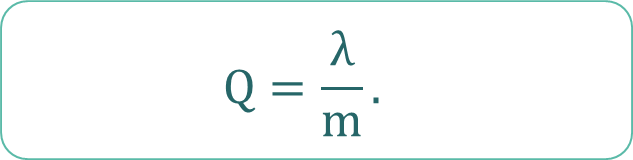 Q = λ/m.